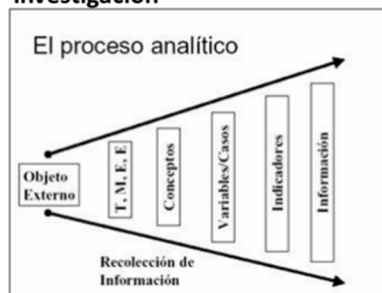 investigación
El proceso analítico
Objeto
Externo
T, M, E, E
Conceptos
Variables/Casos
Indicadores
Información
Recolección de
Información